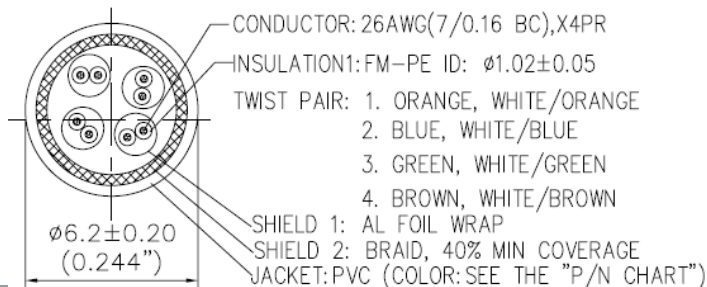 CONDUCTOR: 26AWG(7/0.16 BC),X4PR
INSULATION1: FM-PE ID: ø1.02±0.05
TWIST PAIR: 1. ORANGE, WHITE/ORANGE
2. BLUE, WHITE/BLUE
3. GREEN, WHITE/GREEN
4. BROWN, WHITE/BROWN
SHIELD 1: AL FOIL WRAP
SHIELD 2: BRAID, 40% MIN COVERAGE
JACKET: PVC (COLOR: SEE THE "P/N CHART")
ø6.2±0.20
(0.244")